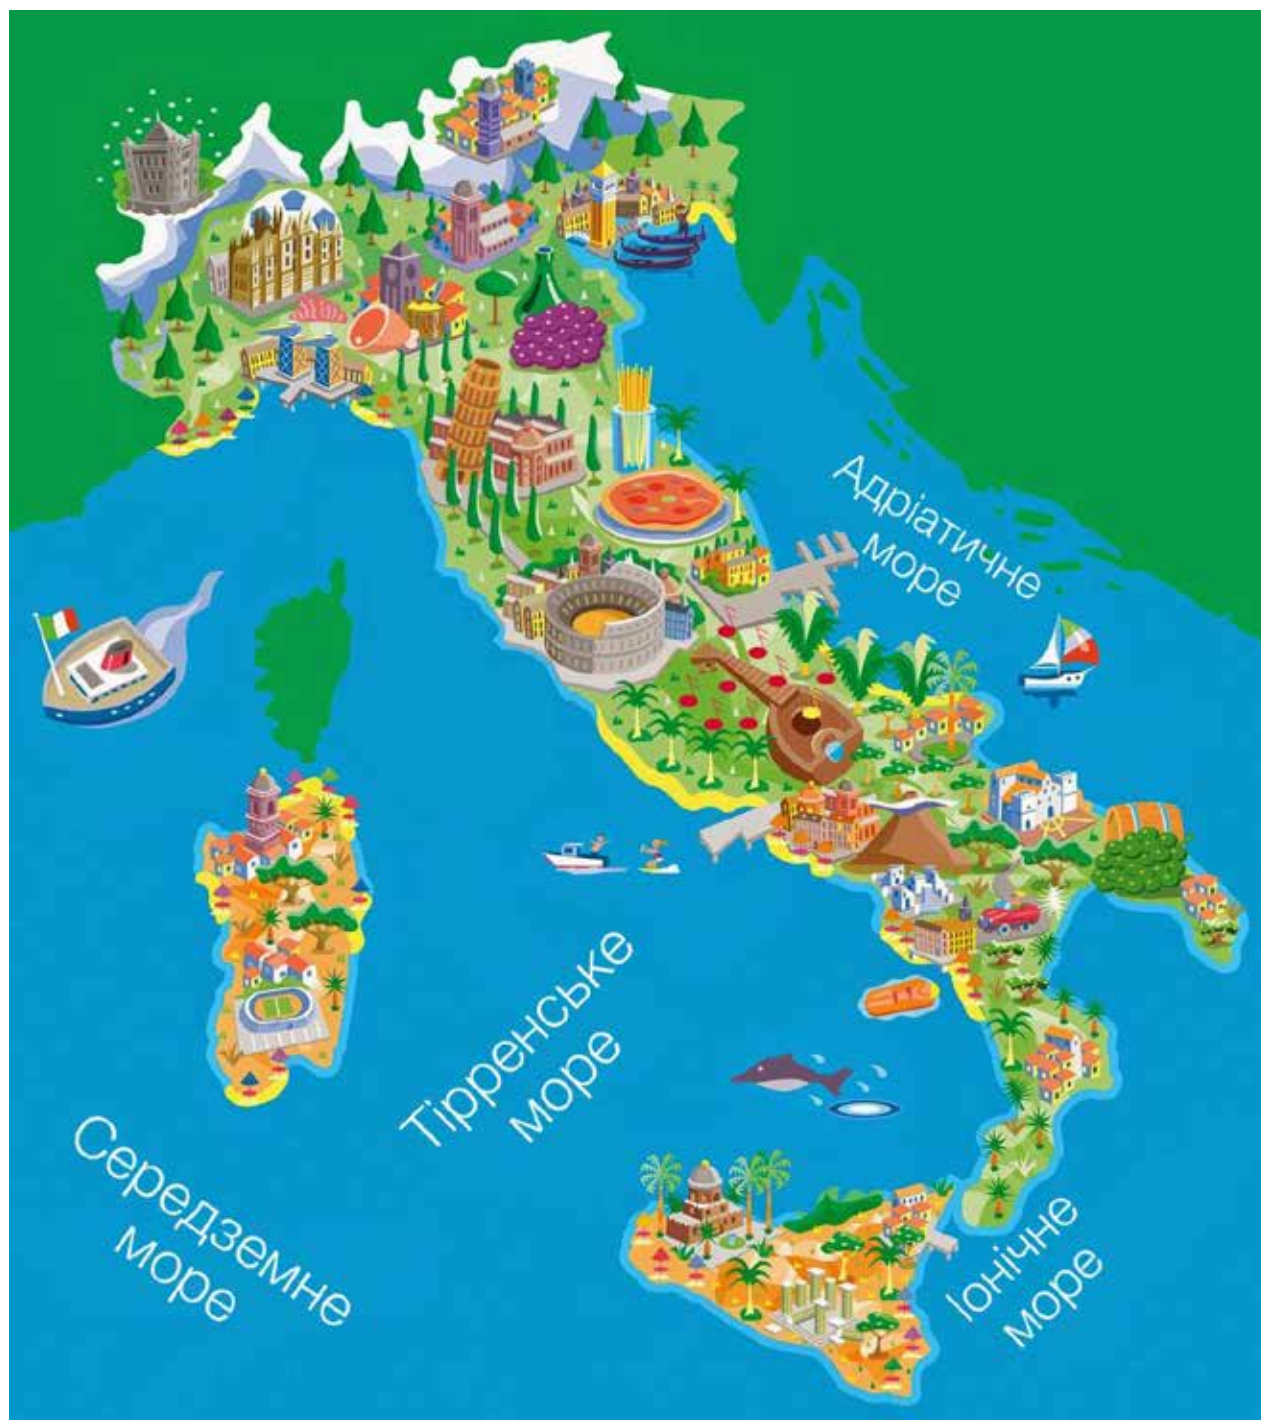 Адріатичне
море
Тірренське
море
Середземне
море
Іонічне
море